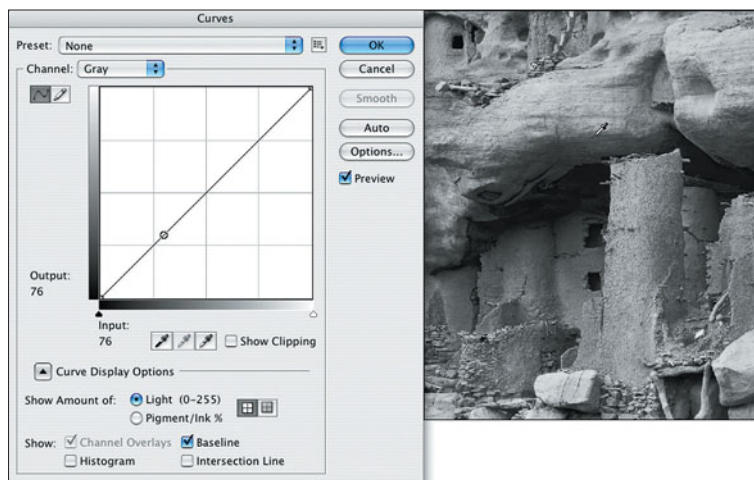 Curves
Preset: None
OK
Channel: Gray
Cancel
Smooth
Auto
Options...
Preview
Output:
76
Input:
76
Show Clipping
Curve Display Options
Show Amount of: Light (0-255)
Pigment/Ink %
Show: Channel Overlays Baseline
Histogram Intersection Line